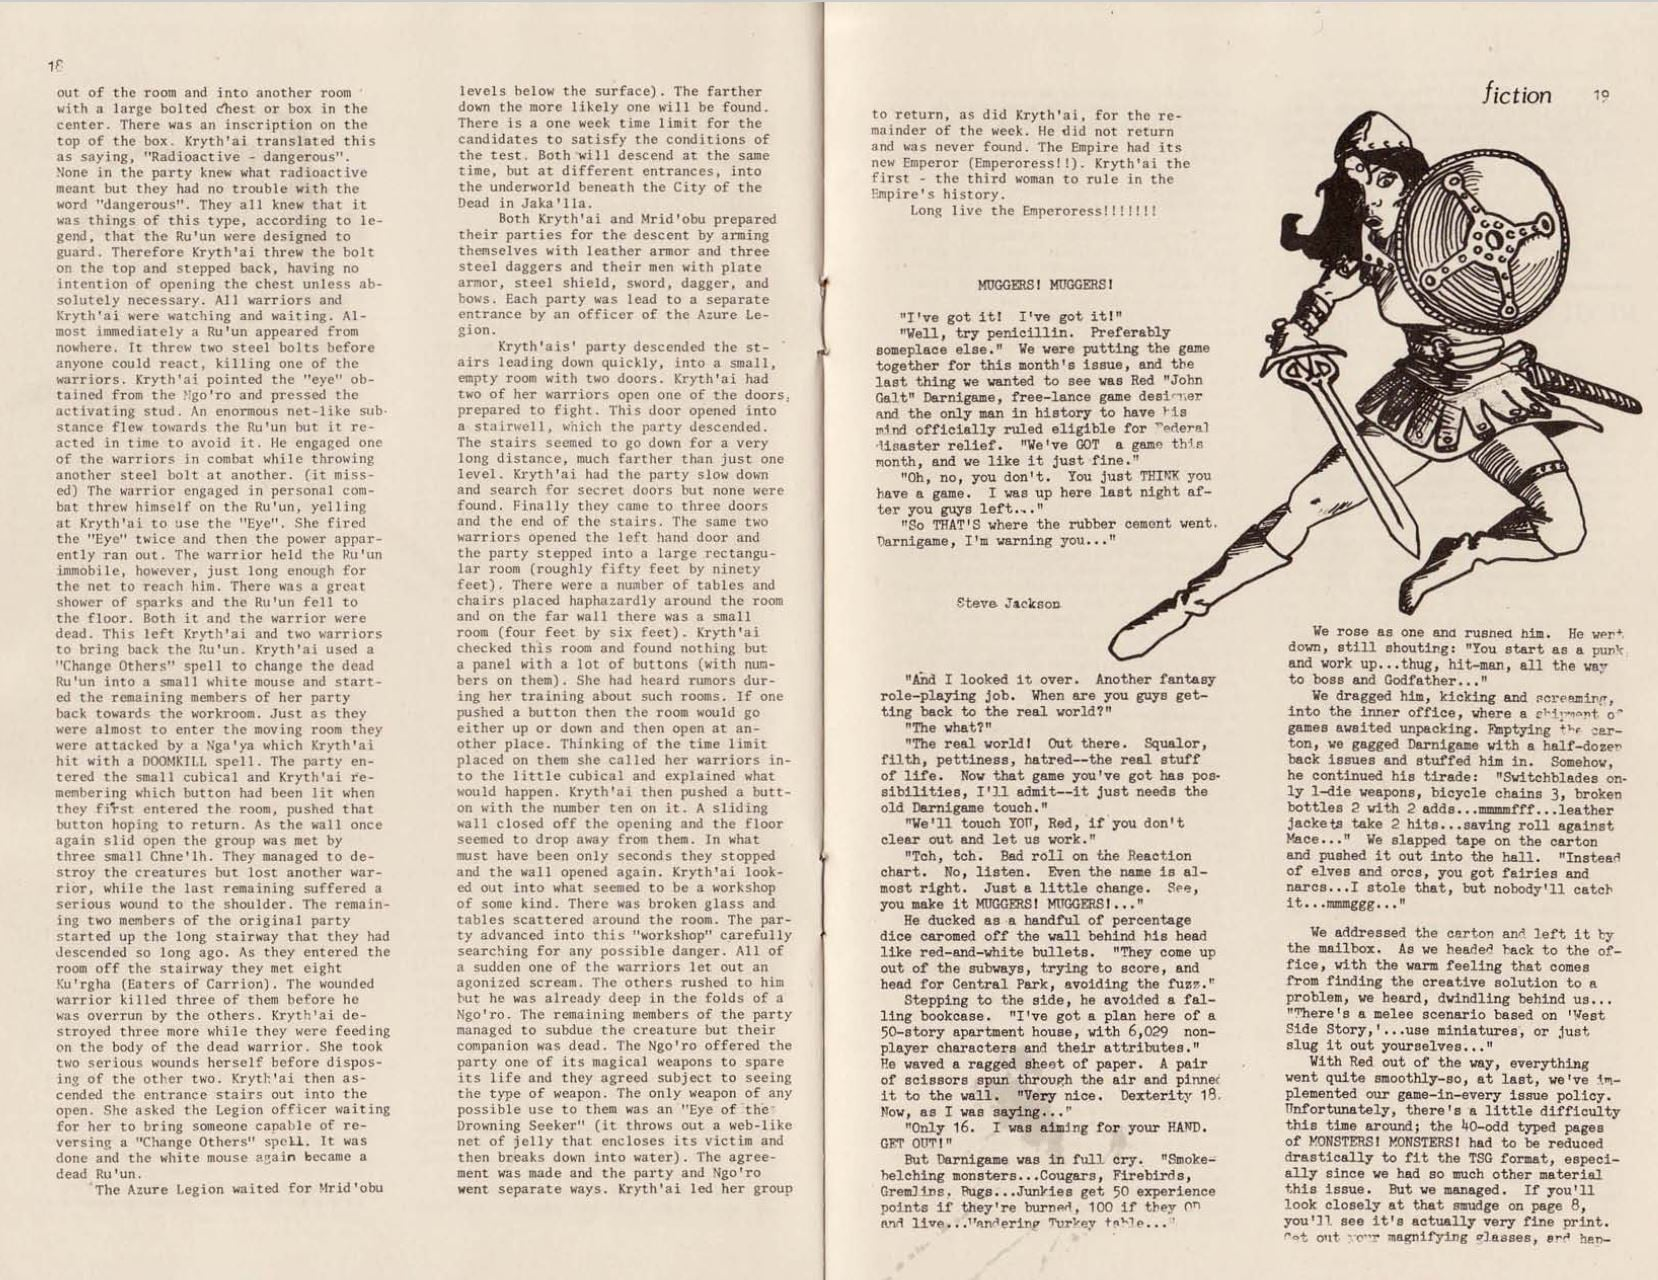 18
out of the room and into another room
with a large bolted chest or box in the
center. There was an inscription on the
top of the box. Kryth'ai translated this
as saying, "Radioactive - dangerous".
None in the party knew what radioactive
meant but they had no trouble with the
word "dangerous". They all knew that it
was things of this type, according to le-
gend, that the Ru'un were designed to
guard. Therefore Kryth'ai threw the bolt
on the top and stepped back, having no
intention of opening the chest unless ab-
solutely necessary. All warriors and
Kryth'ai were watching and waiting. Al-
most immediately a Ru'un appeared from
nowhere. It threw two steel bolts before
anyone could react, killing one of the
warriors. Kryth'ai pointed the "eye" ob-
tained from the Ngo'ro and pressed the
activating stud. An enormous net-like sub-
stance flew towards the Ru'un but it re-
acted in time to avoid it. He engaged one
of the warriors in combat while throwing
another steel bolt at another. (it miss-
ed) The warrior engaged in personal com-
bat threw himself on the Ru'un, yelling
at Kryth'ai to use the "Eye". She fired
the "Eye" twice and then the power appar-
ently ran out. The warrior held the Ru'un
immobile, however, just long enough for
the net to reach him. There was a great
shower of sparks and the Ru'un fell to
the floor. Both it and the warrior were
dead. This left Kryth'ai and two warriors
to bring back the Ru'un. Kryth'ai used a
"Change Others" spell to change the dead
Ru'un into a small white mouse and start-
ed the remaining members of her party
back towards the workroom. Just as they
were almost to enter the moving room they
were attacked by a Nga'ya which Kryth'ai
hit with a DOOMKILL spell. The party en-
tered the small cubical and Kryth'ai re-
membering which button had been lit when
they first entered the room, pushed that
button hoping to return. As the wall once
again slid open the group was met by
three small Chne'lh. They managed to de-
stroy the creatures but lost another war-
rior, while the last remaining suffered a
serious wound to the shoulder. The remain-
ing two members of the original party
started up the long stairway that they had
descended so long ago. As they entered the
room off the stairway they met eight
Ku'rgha (Eaters of Carrion). The wounded
warrior killed three of them before he
was overrun by the others. Kryth'ai de-
stroyed three more while they were feeding
on the body of the dead warrior. She took
two serious wounds herself before dispos-
ing of the other two. Kryth'ai then as-
cended the entrance stairs out into the
open. She asked the Legion officer waiting
for her to bring someone capable of re-
versing a "Change Others" spell. It was
done and the white mouse again became a
dead Ru'un.
The Azure Legion waited for Mrid'obu
levels below the surface). The farther
down the more likely one will be found.
There is a one week time limit for the
candidates to satisfy the conditions of
the test. Both will descend at the same
time, but at different entrances, into
the underworld beneath the City of the
Dead in Jaka'lla.
Both Kryth'ai and Mrid'obu prepared
their parties for the descent by arming
themselves with leather armor and three
steel daggers and their men with plate
armor, steel shield, sword, dagger, and
bows. Each party was lead to a separate
entrance by an officer of the Azure Le-
gion.
Kryth'ais' party descended the st-
airs leading down quickly, into a small,
empty room with two doors. Kryth'ai had
two of her warriors open one of the doors,
prepared to fight. This door opened into
a stairwell, which the party descended.
The stairs seemed to go down for a very
long distance, much farther than just one
level. Kryth'ai had the party slow down
and search for secret doors but none were
found. Finally they came to three doors
and the end of the stairs. The same two
warriors opened the left hand door and
the party stepped into a large rectangu-
lar room (roughly fifty feet by ninety
feet). There were a number of tables and
chairs placed haphazardly around the room
and on the far wall there was a small
room (four feet by six feet). Kryth'ai
checked this room and found nothing but
a panel with a lot of buttons (with num-
bers on them). She had heard rumors dur-
ing her training about such rooms. If one
pushed a button then the room would go
either up or down and then open at an-
other place. Thinking of the time limit
placed on them she called her warriors in-
to the little cubical and explained what
would happen. Kryth'ai then pushed a butt-
on with the number ten on it. A sliding
wall closed off the opening and the floor
seemed to drop away from them. In what
must have been only seconds they stopped
and the wall opened again. Kryth'ai look-
ed out into what seemed to be a workshop
of some kind. There was broken glass and
tables scattered around the room. The par-
ty advanced into this "workshop" carefully
searching for any possible danger. All of
a sudden one of the warriors let out an
agonized scream. The others rushed to him
but he was already deep in the folds of a
Ngo'ro. The remaining members of the party
managed to subdue the creature but their
companion was dead. The Ngo'ro offered the
party one of its magical weapons to spare
its life and they agreed subject to seeing
the type of weapon. The only weapon of any
possible use to them was an "Eye of the
Drowning Seeker" (it throws out a web-like
net of jelly that encloses its victim and
then breaks down into water). The agree-
ment was made and the party and Ngo'ro
went separate ways. Kryth'ai led her group
fiction 19
to return, as did Kryth'ai, for the re-
mainder of the week. He did not return
and was never found. The Empire had its
new Emperor (Emperoress!!). Kryth'ai the
first - the third woman to rule in the
Empire's history.
Long live the Emperoress!!!!!!!
MUGGERS! MUGGERS!
"I've got it! I've got it!"
"Well, try penicillin. Preferably
someplace else." We were putting the game
together for this month's issue, and the
last thing we wanted to see was Red "John
Galt" Darnigame, free-lance game designer
and the only man in history to have his
mind officially ruled eligible for Federal
disaster relief. "We've GOT a game this
month, and we like it just fine."
"Oh, no, you don't. You just THINK you
have a game. I was up here last night af-
ter you guys left..."
"So THAT'S where the rubber cement went.
Darnigame, I'm warning you..."
Steve Jackson
"And I looked it over. Another fantasy
role-playing job. When are you guys get-
ting back to the real world?"
"The what?"
"The real world! Out there. Squalor,
filth, pettiness, hatred--the real stuff
of life. Now that game you've got has pos-
sibilities, I'll admit--it just needs the
old Darnigame touch."
"We'll touch YOU, Red, if you don't
clear out and let us work."
"Tch, tch. Bad roll on the Reaction
chart. No, listen. Even the name is al-
most right. Just a little change. See,
you make it MUGGERS! MUGGERS!..."
He ducked as a handful of percentage
dice caromed off the wall behind his head
like red-and-white bullets. "They come up
out of the subways, trying to score, and
head for Central Park, avoiding the fuzz."
Stepping to the side, he avoided a fal-
ling bookcase. "I've got a plan here of a
50-story apartment house, with 6,029 non-
player characters and their attributes."
He waved a ragged sheet of paper. A pair
of scissors spun through the air and pinned
it to the wall. "Very nice. Dexterity 18.
Now, as I was saying..."
"Only 16. I was aiming for your HAND.
GET OUT!"
But Darnigame was in full cry. "Smoke-
belching monsters...Cougars, Firebirds,
Gremlins, Bugs...Junkies get 50 experience
points if they're burned, 100 if they OD
and live...Wandering Turkey table..."
We rose as one and rushed him. He went
down, still shouting: "You start as a punk
and work up...thug, hit-man, all the way
to boss and Godfather..."
We dragged him, kicking and screaming,
into the inner office, where a shipment of
games awaited unpacking. Emptying the car-
ton, we gagged Darnigame with a half-dozen
back issues and stuffed him in. Somehow,
he continued his tirade: "Switchblades on-
ly 1-die weapons, bicycle chains 3, broken
bottles 2 with 2 adds...mmmmfff...leather
jackets take 2 hits...saving roll against
Mace..." We slapped tape on the carton
and pushed it out into the hall. "Instead
of elves and orcs, you got fairies and
narcs...I stole that, but nobody'll catch
it...mmmggg..."
We addressed the carton and left it by
the mailbox. As we headed back to the of-
fice, with the warm feeling that comes
from finding the creative solution to a
problem, we heard, dwindling behind us...
"There's a melee scenario based on 'West
Side Story,'...use miniatures, or just
slug it out yourselves..."
With Red out of the way, everything
went quite smoothly-so, at last, we've im-
plemented our game-in-every issue policy.
Unfortunately, there's a little difficulty
this time around; the 40-odd typed pages
of MONSTERS! MONSTERS! had to be reduced
drastically to fit the TSG format, especi-
ally since we had so much other material
this issue. But we managed. If you'll
look closely at that smudge on page 8,
you'll see it's actually very fine print.
Get out your magnifying glasses, and hap-